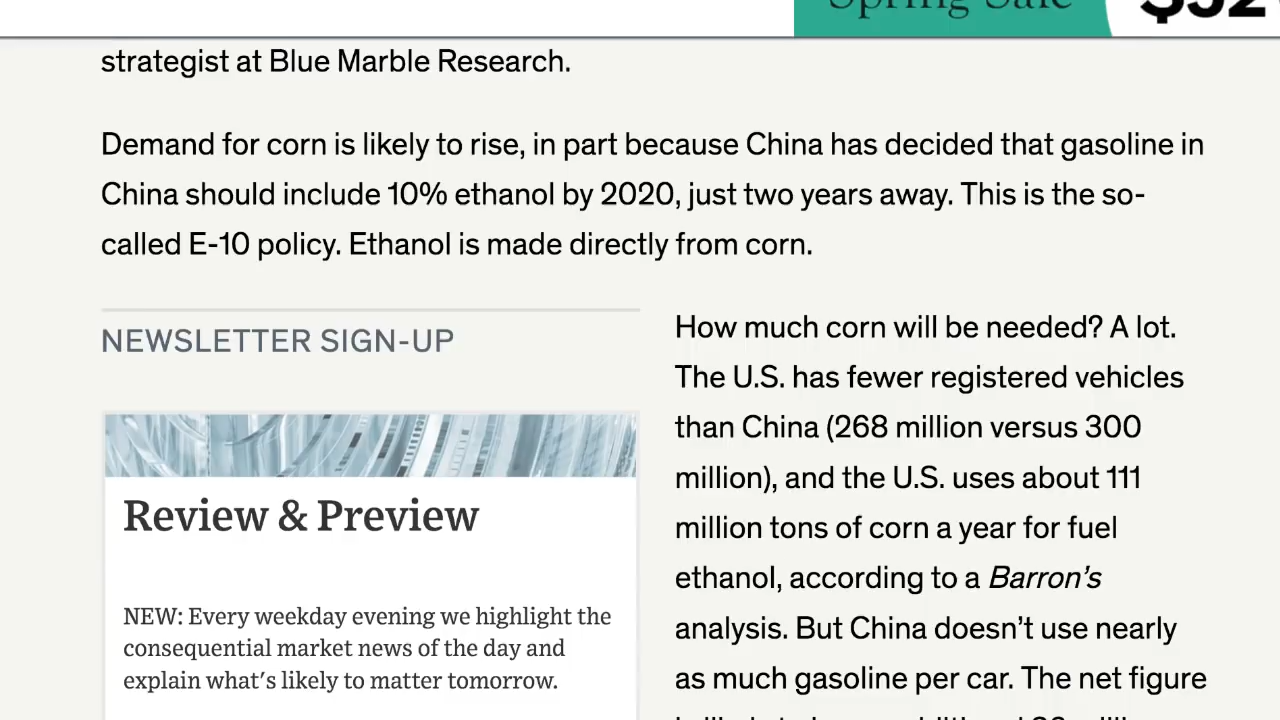 Spring Sale
strategist at Blue Marble Research.
Demand for corn is likely to rise, in part because China has decided that gasoline in
China should include 10% ethanol by 2020, just two years away. This is the so-
called E-10 policy. Ethanol is made directly from corn.
NEWSLETTER SIGN-UP
Review & Preview
NEW: Every weekday evening we highlight the
consequential market news of the day and
explain what's likely to matter tomorrow.
How much corn will be needed? A lot.
The U.S. has fewer registered vehicles
than China (268 million versus 300
million), and the U.S. uses about 111
million tons of corn a year for fuel
ethanol, according to a Barron’s
analysis. But China doesn’t use nearly
as much gasoline per car. The net figure